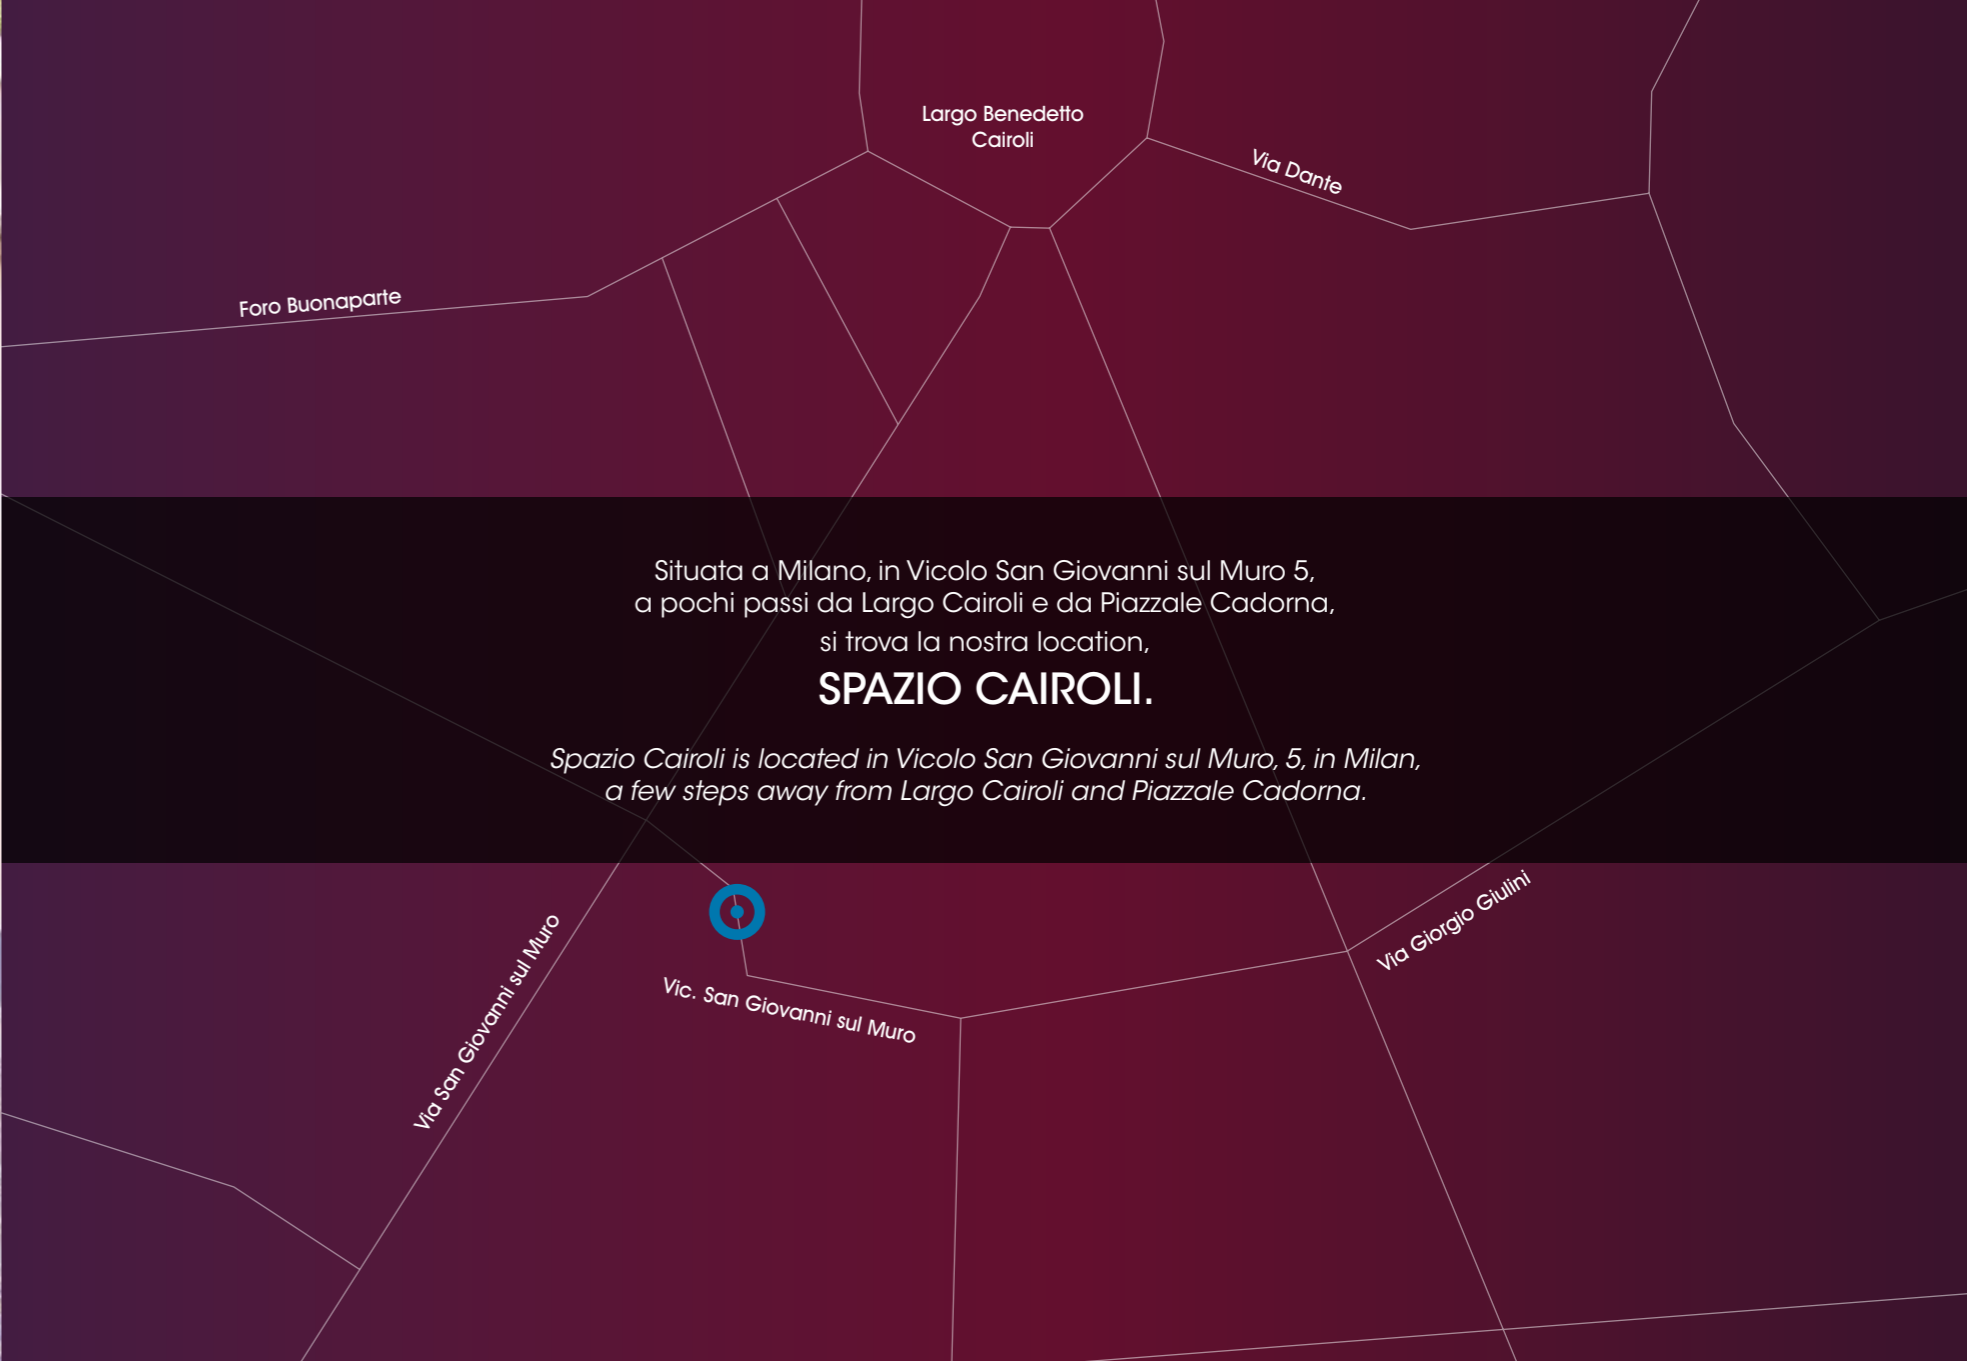 Largo Benedetto
Cairoli
Via Dante
Foro Buonaparte
Situata a Milano, in Vicolo San Giovanni sul Muro 5,
a pochi passi da Largo Cairoli e da Piazzale Cadorna,
si trova la nostra location,
SPAZIO CAIROLI.
Spazio Cairoli is located in Vicolo San Giovanni sul Muro, 5, in Milan,
a few steps away from Largo Cairoli and Piazzale Cadorna.
Via Giorgio Giulini
Via San Giovanni sul Muro
Vic. San Giovanni sul Muro